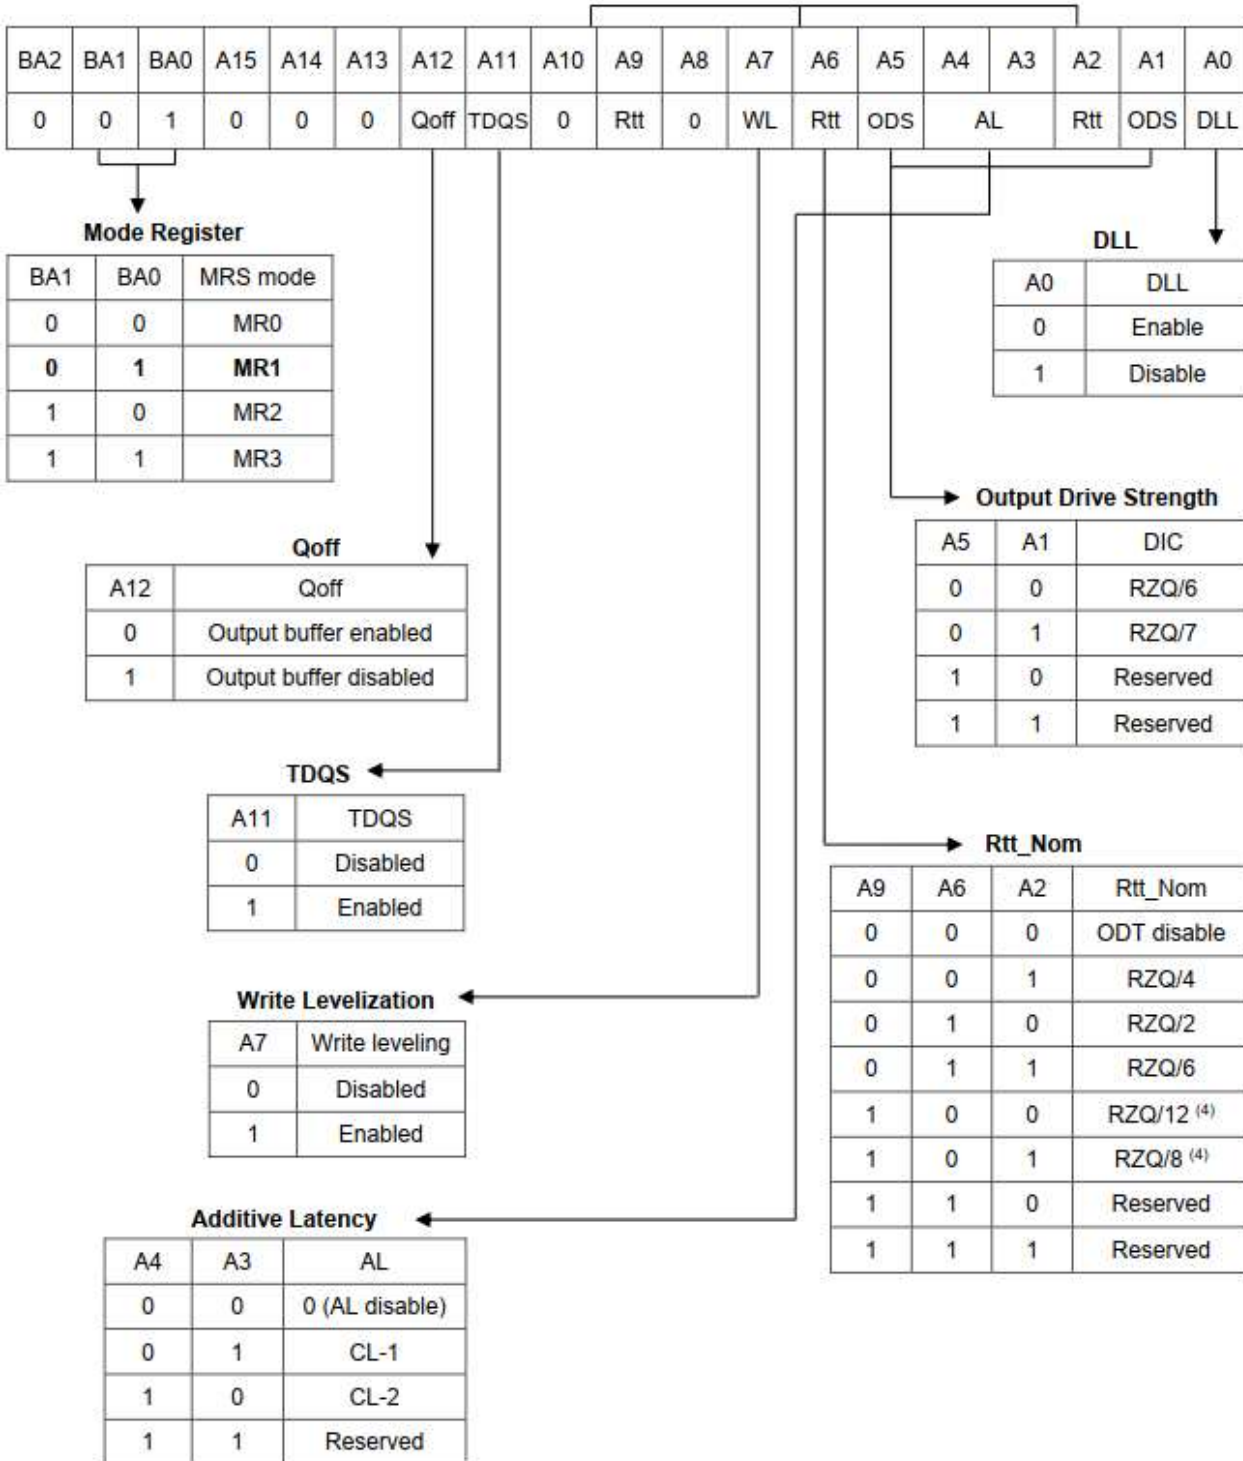 BA2 BA1 BA0 A15 A14 A13 A12 A11 A10 A9 A8 A7 A6 A5 A4 A3 A2 A1 A0
0 0 1 0 0 0 Qoff TDQS 0 Rtt 0 WL Rtt ODS AL Rtt ODS DLL
Mode Register
BA1 BA0 MRS mode
0 0 MR0
0 1 MR1
1 0 MR2
1 1 MR3
DLL
A0 DLL
0 Enable
1 Disable
Output Drive Strength
A5 A1 DIC
0 0 RZQ/6
0 1 RZQ/7
1 0 Reserved
1 1 Reserved
Qoff
A12 Qoff
0 Output buffer enabled
1 Output buffer disabled
TDQS
A11 TDQS
0 Disabled
1 Enabled
Rtt_Nom
A9 A6 A2 Rtt_Nom
0 0 0 ODT disable
0 0 1 RZQ/4
0 1 0 RZQ/2
0 1 1 RZQ/6
1 0 0 RZQ/12 (4)
1 0 1 RZQ/8 (4)
1 1 0 Reserved
1 1 1 Reserved
Write Levelization
A7 Write leveling
0 Disabled
1 Enabled
Additive Latency
A4 A3 AL
0 0 0 (AL disable)
0 1 CL-1
1 0 CL-2
1 1 Reserved